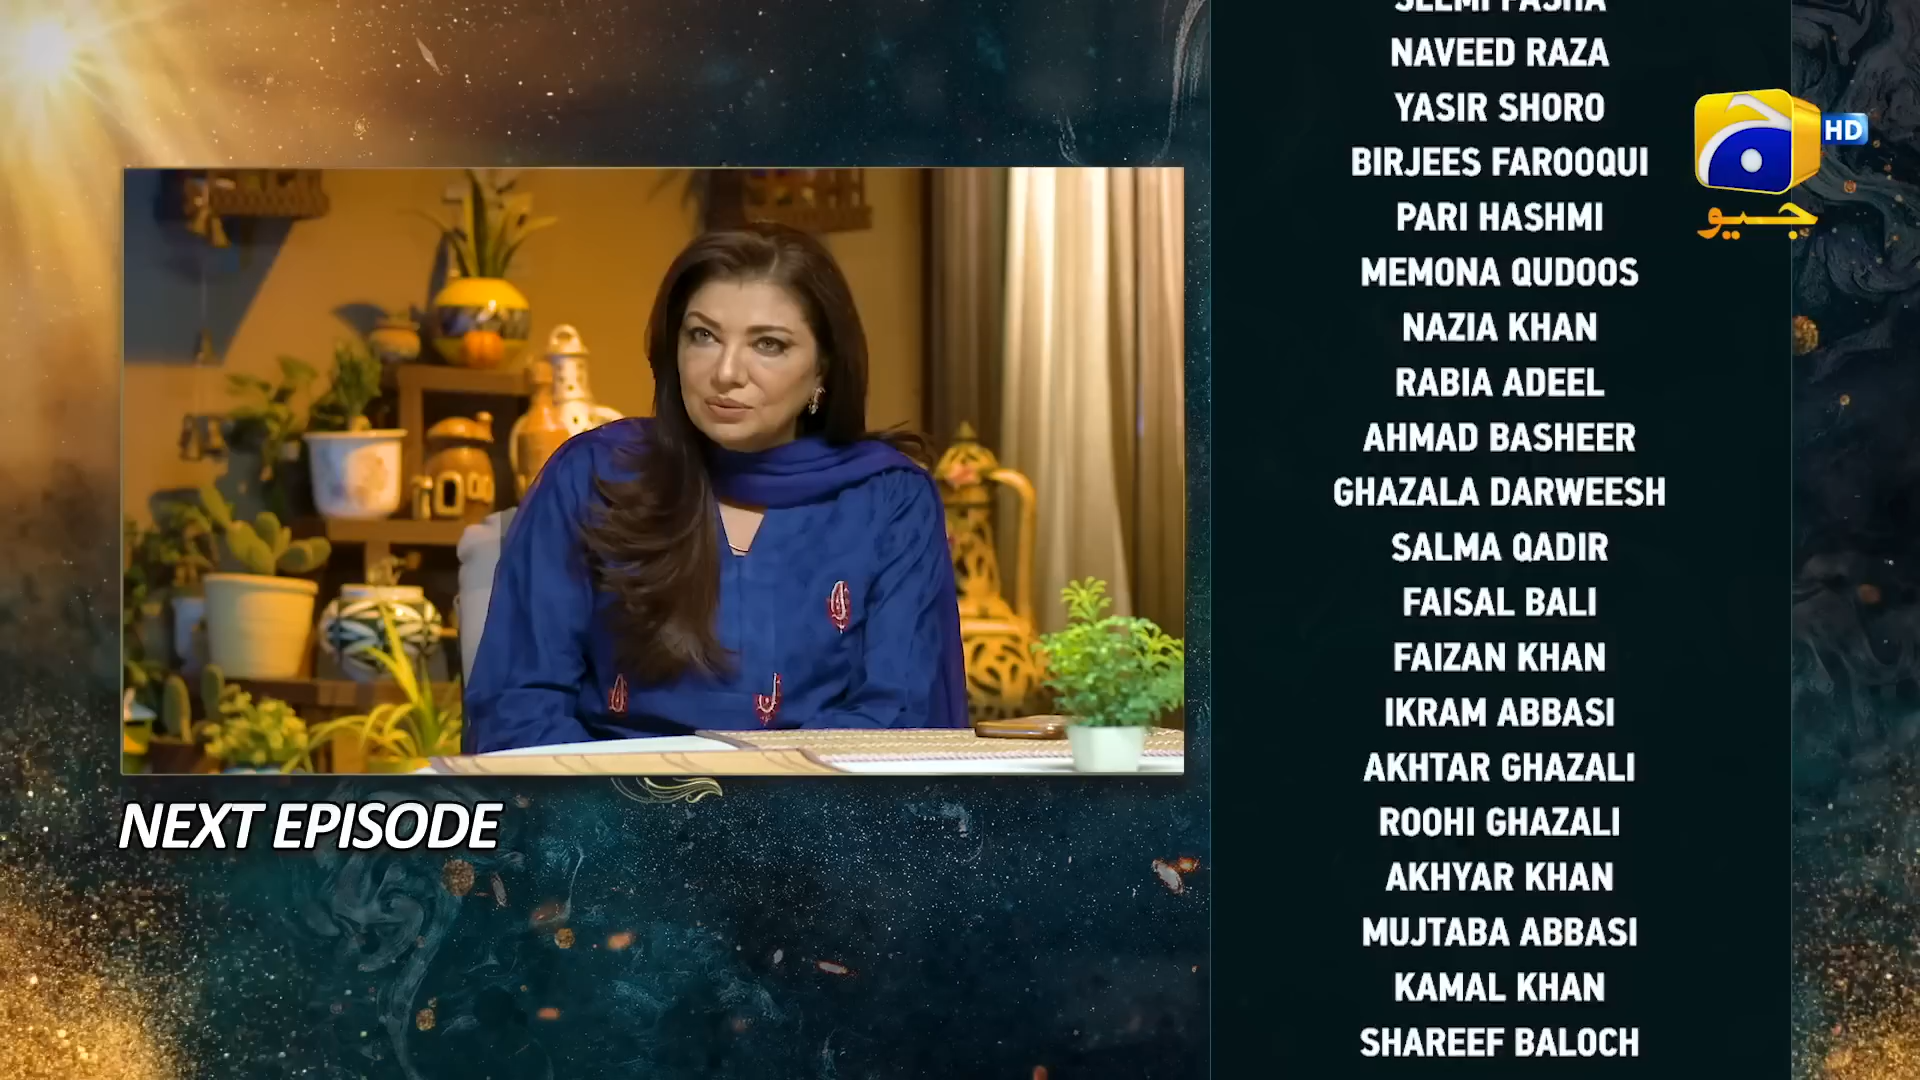 SEEMI PASHA
NAVEED RAZA
YASIR SHORO
BIRJEES FAROOQUI
PARI HASHMI
MEMONA QUDOOS
NAZIA KHAN
RABIA ADEEL
AHMAD BASHEER
GHAZALA DARWEESH
SALMA QADIR
FAISAL BALI
FAIZAN KHAN
IKRAM ABBASI
AKHTAR GHAZALI
ROOHI GHAZALI
AKHYAR KHAN
MUJTABA ABBASI
KAMAL KHAN
SHAREEF BALOCH
HD
جیو
NEXT EPISODE